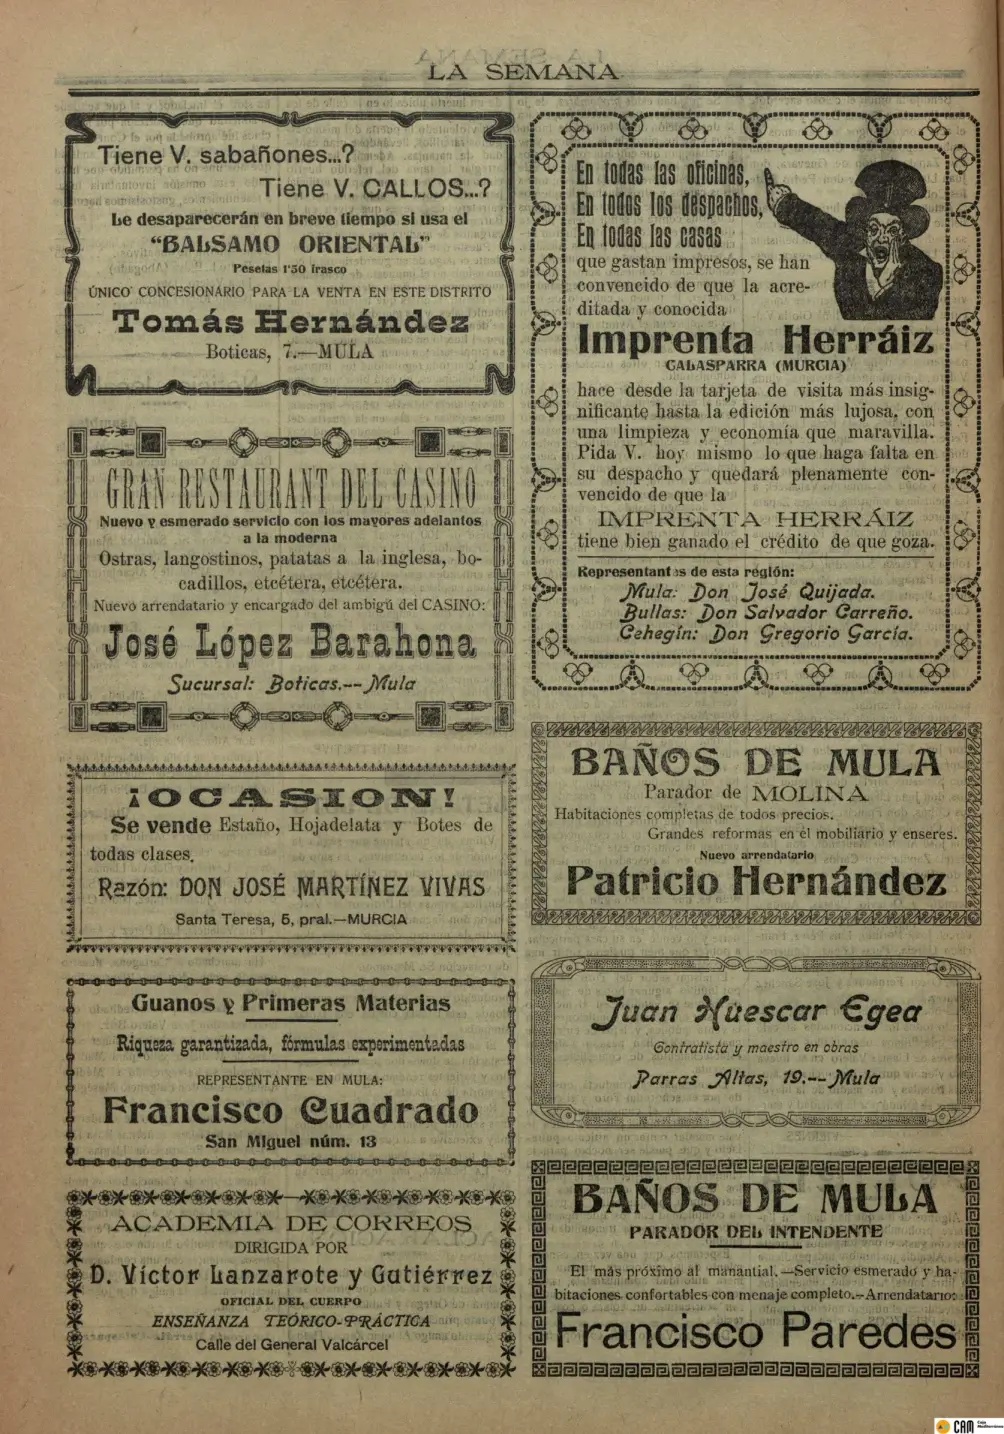 LA SEMANA
Tiene V. sabañones...?
Tiene V. CALLOS...?
Le desaparecerán en breve tiempo si usa el
"BALSAMO ORIENTAL"
Pesetas 1'50 frasco
ÚNICO CONCESIONARIO PARA LA VENTA EN ESTE DISTRITO
Tomás Hernández
Boticas, 7.—MULA
GRAN RESTAURANT DEL CASINO
Nuevo y esmerado servicio con los mayores adelantos
a la moderna
Ostras, langostinos, patatas a la inglesa, bo-
cadillos, etcétera, etcétera.
Nuevo arrendatario y encargado del ambigú del CASINO:
José López Barahona
Sucursal: Boticas.--Mula
¡OCASION!
Se vende Estaño, Hojadelata y Botes de
todas clases.
Razón: DON JOSÉ MARTÍNEZ VIVAS
Santa Teresa, 5, pral.—MURCIA
Guanos y Primeras Materias
Riqueza garantizada, fórmulas experimentadas
REPRESENTANTE EN MULA:
Francisco Cuadrado
San Miguel núm. 13
ACADEMIA DE CORREOS
DIRIGIDA POR
D. Víctor Lanzarote y Gutiérrez
OFICIAL DEL CUERPO
ENSEÑANZA TEÓRICO-PRÁCTICA
Calle del General Valcárcel
En todas las oficinas,
En todos los despachos,
En todas las casas
que gastan impresos, se han
convencido de que la acre-
ditada y conocida
Imprenta Herráiz
CALASPARRA (MURCIA)
hace desde la tarjeta de visita más insig-
nificante hasta la edición más lujosa, con
una limpieza y economía que maravilla.
Pida V. hoy mismo lo que haga falta en
su despacho y quedará plenamente con-
vencido de que la
IMPRENTA HERRÁIZ
tiene bien ganado el crédito de que goza.
Representantes de esta región:
Mula: Don José Quijada.
Bullas: Don Salvador Carreño.
Cehegín: Don Gregorio García.
BAÑOS DE MULA
Parador de MOLINA
Habitaciones completas de todos precios.
Grandes reformas en el mobiliario y enseres.
Nuevo arrendatario
Patricio Hernández
Juan Huescar Egea
Contratista y maestro en obras
Parras Altas, 19.--Mula
BAÑOS DE MULA
PARADOR DEL INTENDENTE
El más próximo al manantial.—Servicio esmerado y ha-
bitaciones confortables con menaje completo.-Arrendatario:
Francisco Paredes
CAM Caja Mediterráneo